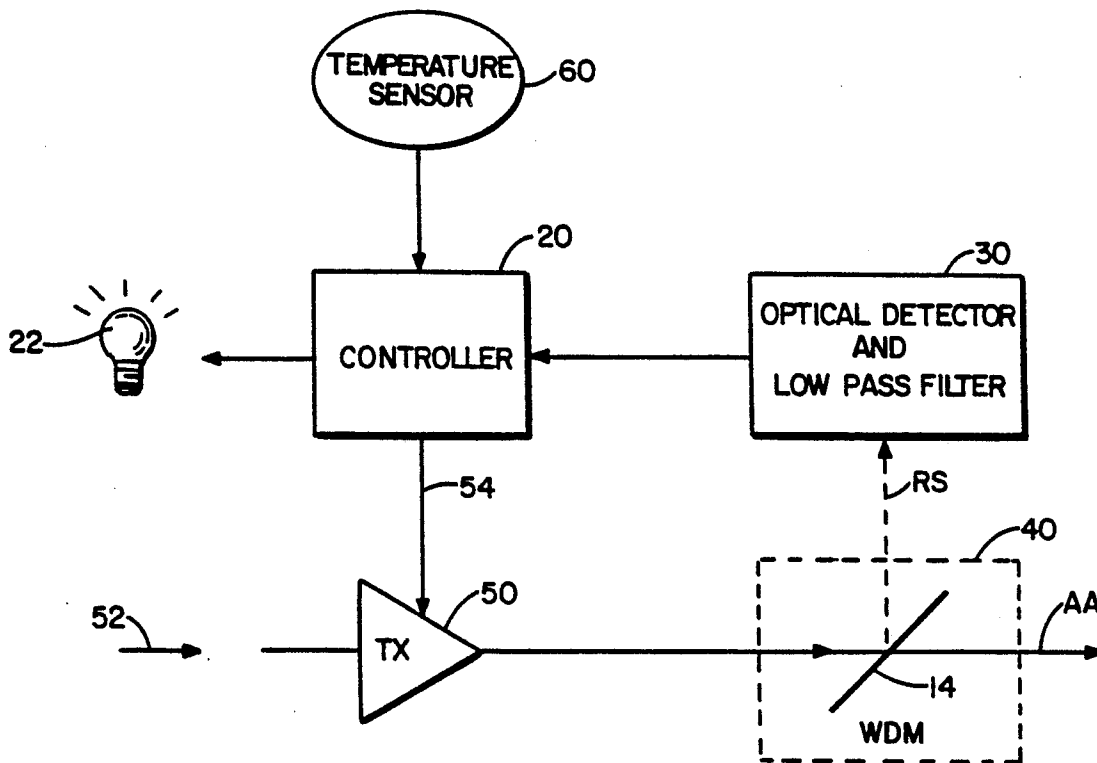 TEMPERATURE
SENSOR
60
20
30
22
CONTROLLER
OPTICAL DETECTOR
AND
LOW PASS FILTER
54
RS
40
52
50
TX
AA
14
WDM